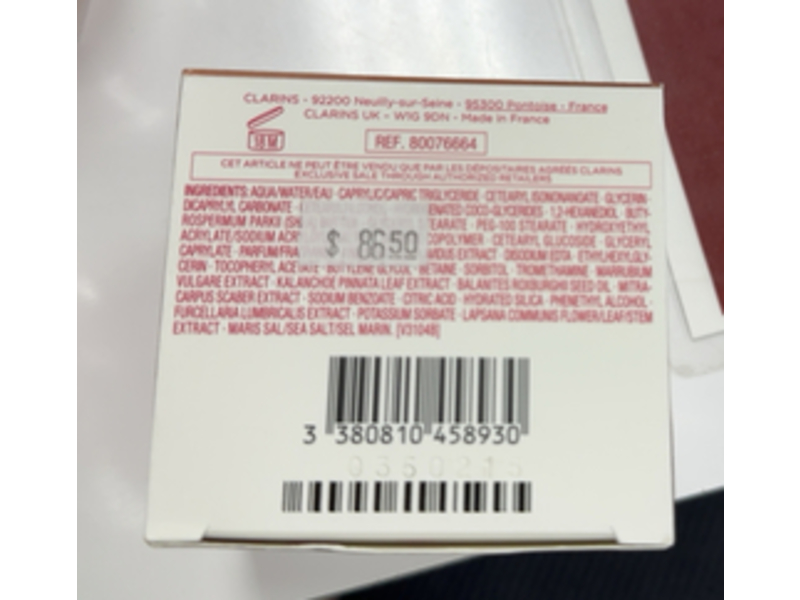 CLARINS - 92200 Neuilly-sur-Seine - 95300 Pontoise - France
CLARINS UK - W1G 9DN - Made in France
18 M
REF. 80076664
CET ARTICLE NE PEUT ÊTRE VENDU QUE PAR LES DÉPOSITAIRES AGRÉÉS CLARINS
EXCLUSIVE SALE THROUGH AUTHORIZED RETAILERS
INGREDIENTS: AQUA/WATER/EAU · CAPRYLIC/CAPRIC TRIGLYCERIDE · CETEARYL ISONONANOATE · GLYCERIN ·
DICAPRYLYL CARBONATE · COCO-GLYCERIDES · 1,2-HEXANEDIOL · BUTY-
ROSPERMUM PARKII · PEG-100 STEARATE · HYDROXYETHYL
ACRYLATE/SODIUM · CETEARYL GLUCOSIDE · GLYCERYL
CAPRYLATE · EXTRACT · DISODIUM EDTA · ETHYLHEXYLGLY-
$ 86.50
CERIN · TOCOPHERYL ACETATE · BUTYLENE GLYCOL · BETAINE · SORBITOL · TROMETHAMINE · MARRUBIUM
VULGARE EXTRACT · KALANCHOE PINNATA LEAF EXTRACT · BALANITES ROXBURGHII SEED OIL · MITRA-
CARPUS SCABER EXTRACT · SODIUM BENZOATE · CITRIC ACID · HYDRATED SILICA · PHENETHYL ALCOHOL ·
FURCELLARIA LUMBRICALIS EXTRACT · POTASSIUM SORBATE · LAPSANA COMMUNIS FLOWER/LEAF/STEM
EXTRACT · MARIS SAL/SEA SALT/SEL MARIN. [V3104B]
3 380810 458930